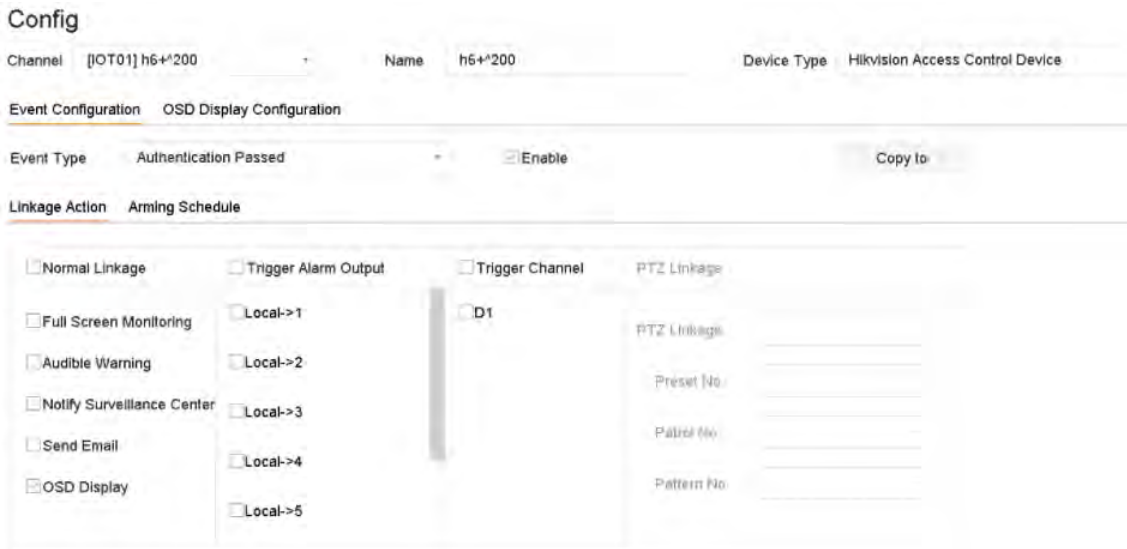 Config
Channel [IOT01] h6+^200 Name h6+^200 Device Type Hikvision Access Control Device
Event Configuration OSD Display Configuration
Event Type Authentication Passed Enable Copy to
Linkage Action Arming Schedule
Normal Linkage Trigger Alarm Output Trigger Channel PTZ Linkage
Full Screen Monitoring Local->1 D1 PTZ Linkage
Audible Warning Local->2 Preset No.
Notify Surveillance Center Local->3 Patrol No.
Send Email Local->4
OSD Display Local->5 Pattern No.